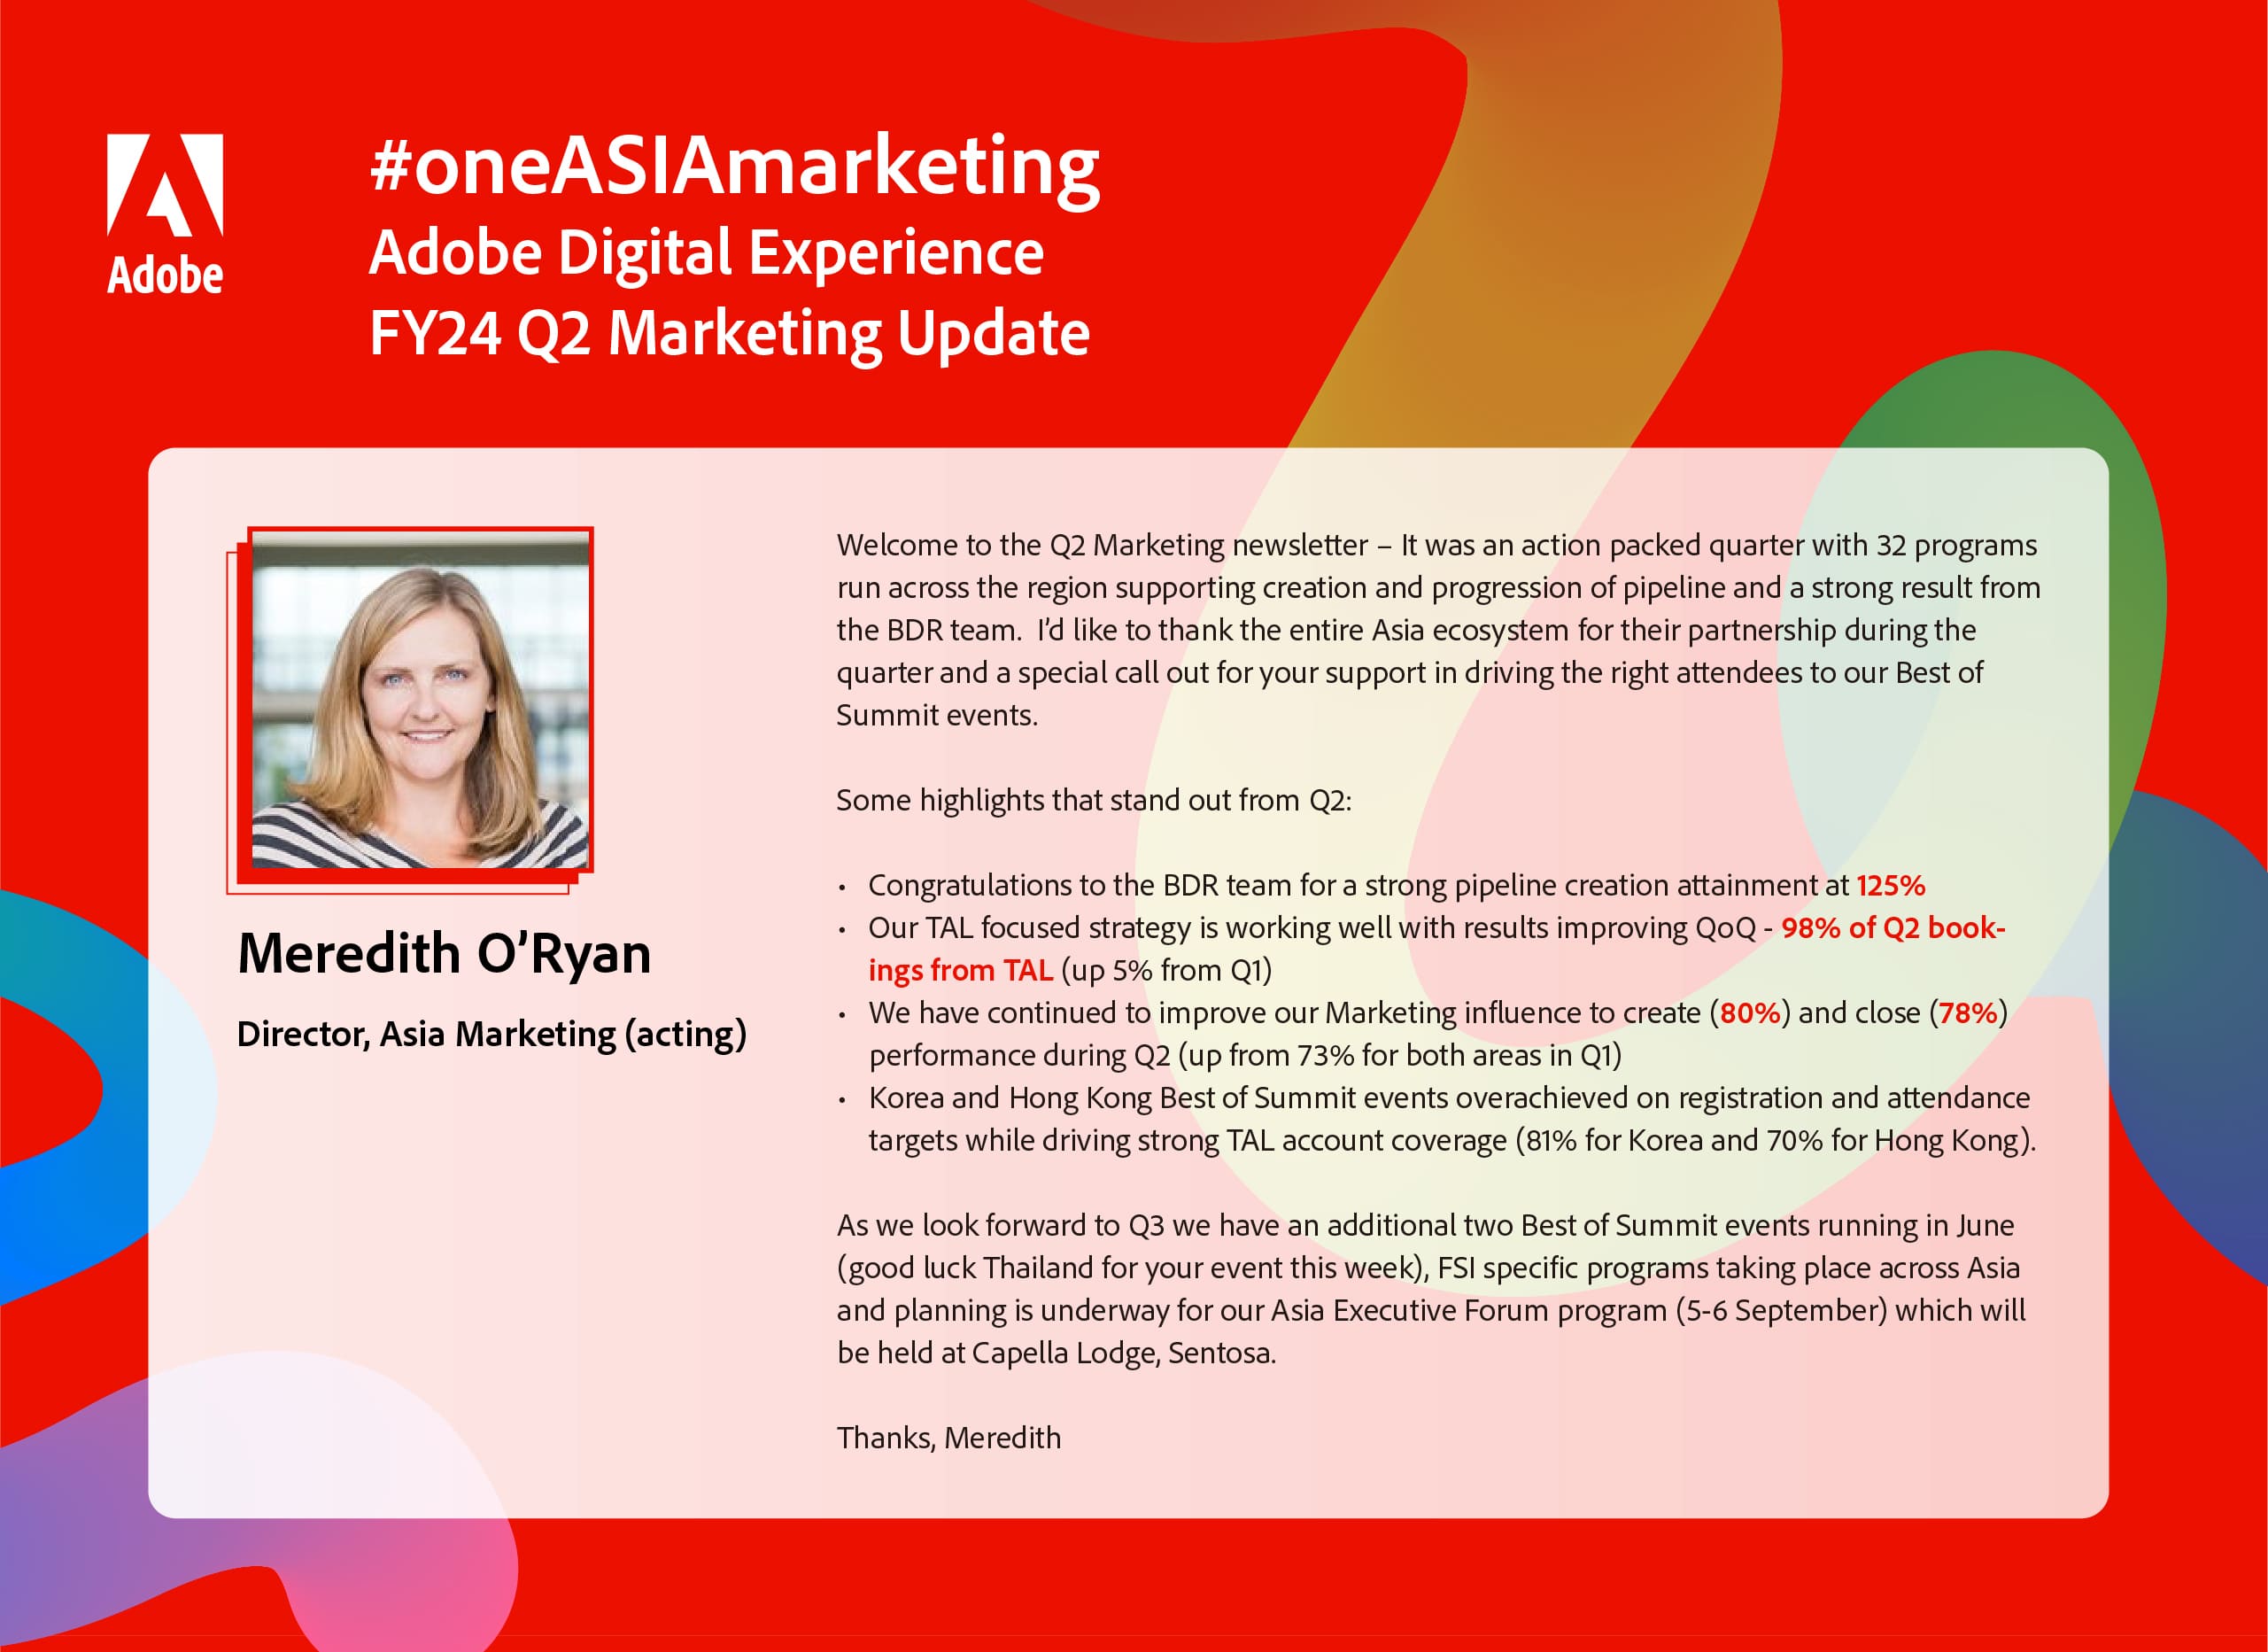 Adobe
#oneASIAmarketing
Adobe Digital Experience
FY24 Q2 Marketing Update
Meredith O’Ryan
Director, Asia Marketing (acting)
Welcome to the Q2 Marketing newsletter – It was an action packed quarter with 32 programs
run across the region supporting creation and progression of pipeline and a strong result from
the BDR team.  I’d like to thank the entire Asia ecosystem for their partnership during the
quarter and a special call out for your support in driving the right attendees to our Best of
Summit events.
Some highlights that stand out from Q2:
• Congratulations to the BDR team for a strong pipeline creation attainment at 125%
• Our TAL focused strategy is working well with results improving QoQ - 98% of Q2 book-
ings from TAL (up 5% from Q1)
• We have continued to improve our Marketing influence to create (80%) and close (78%)
performance during Q2 (up from 73% for both areas in Q1)
• Korea and Hong Kong Best of Summit events overachieved on registration and attendance
targets while driving strong TAL account coverage (81% for Korea and 70% for Hong Kong).
As we look forward to Q3 we have an additional two Best of Summit events running in June
(good luck Thailand for your event this week), FSI specific programs taking place across Asia
and planning is underway for our Asia Executive Forum program (5-6 September) which will
be held at Capella Lodge, Sentosa.
Thanks, Meredith